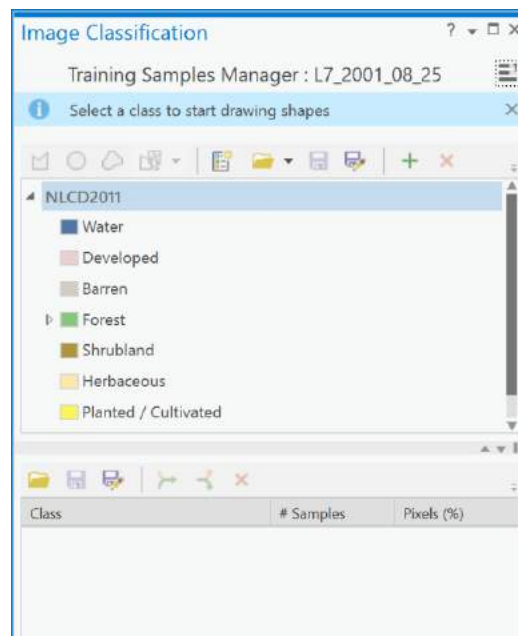 Image Classification
Training Samples Manager : L7_2001_08_25
Select a class to start drawing shapes
NLCD2011
Water
Developed
Barren
Forest
Shrubland
Herbaceous
Planted / Cultivated
Class # Samples Pixels (%)